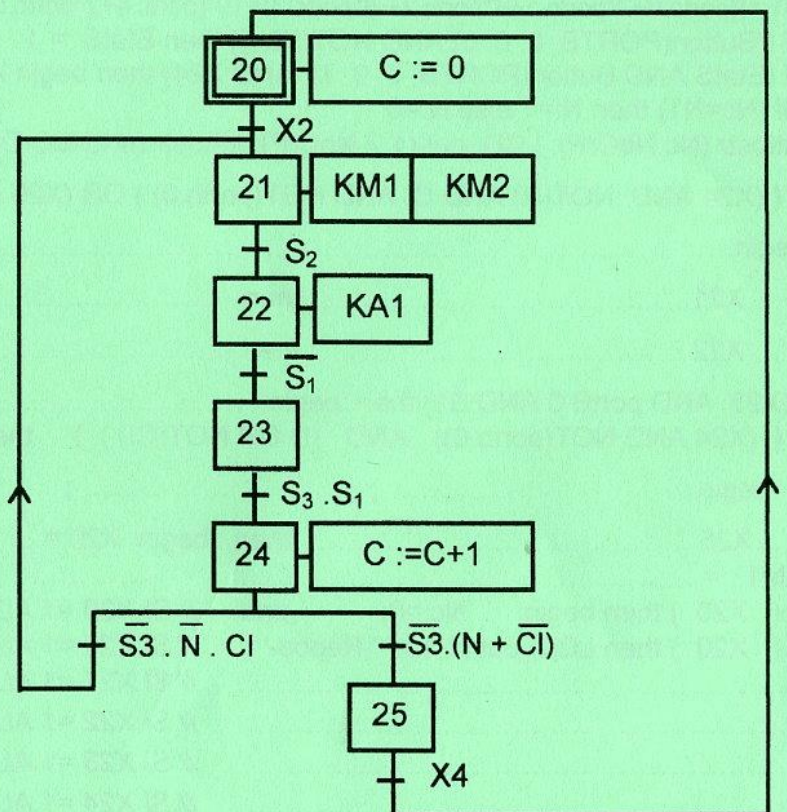 20 C := 0
X2
21 KM1 KM2
S₂
22 KA1
S̅₁
23
S₃ .S₁
24 C :=C+1
S̅3̅ . N̅ . Cl S̅3̅.(N + C̅l̅)
25
X4